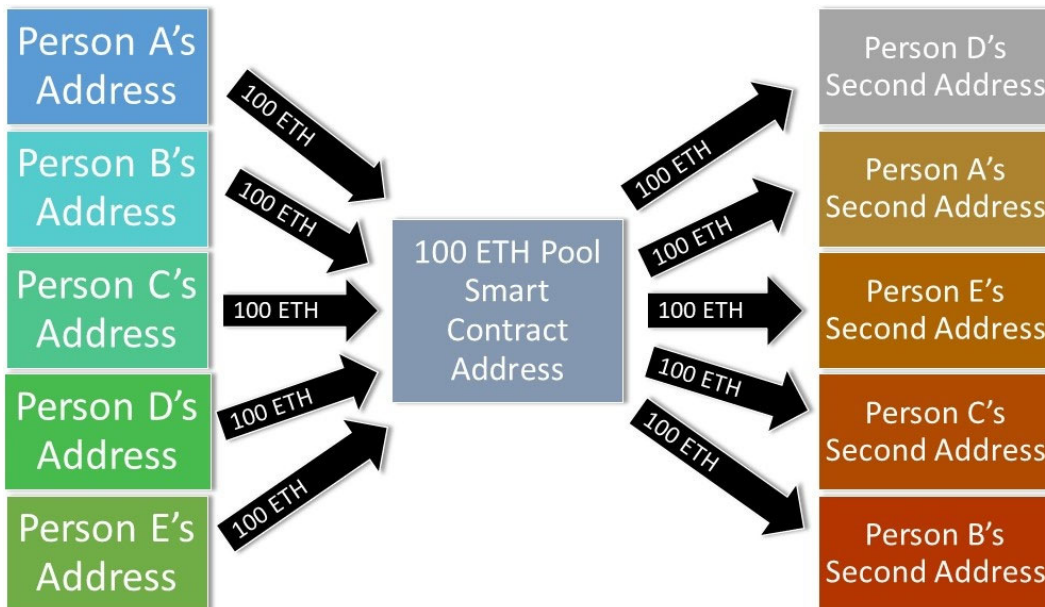 Person A's
Address
Person B's
Address
Person C's
Address
Person D's
Address
Person E's
Address
100 ETH
100 ETH
100 ETH
100 ETH
100 ETH
100 ETH Pool
Smart
Contract
Address
100 ETH
100 ETH
100 ETH
100 ETH
100 ETH
Person D's
Second Address
Person A's
Second Address
Person E's
Second Address
Person C's
Second Address
Person B's
Second Address